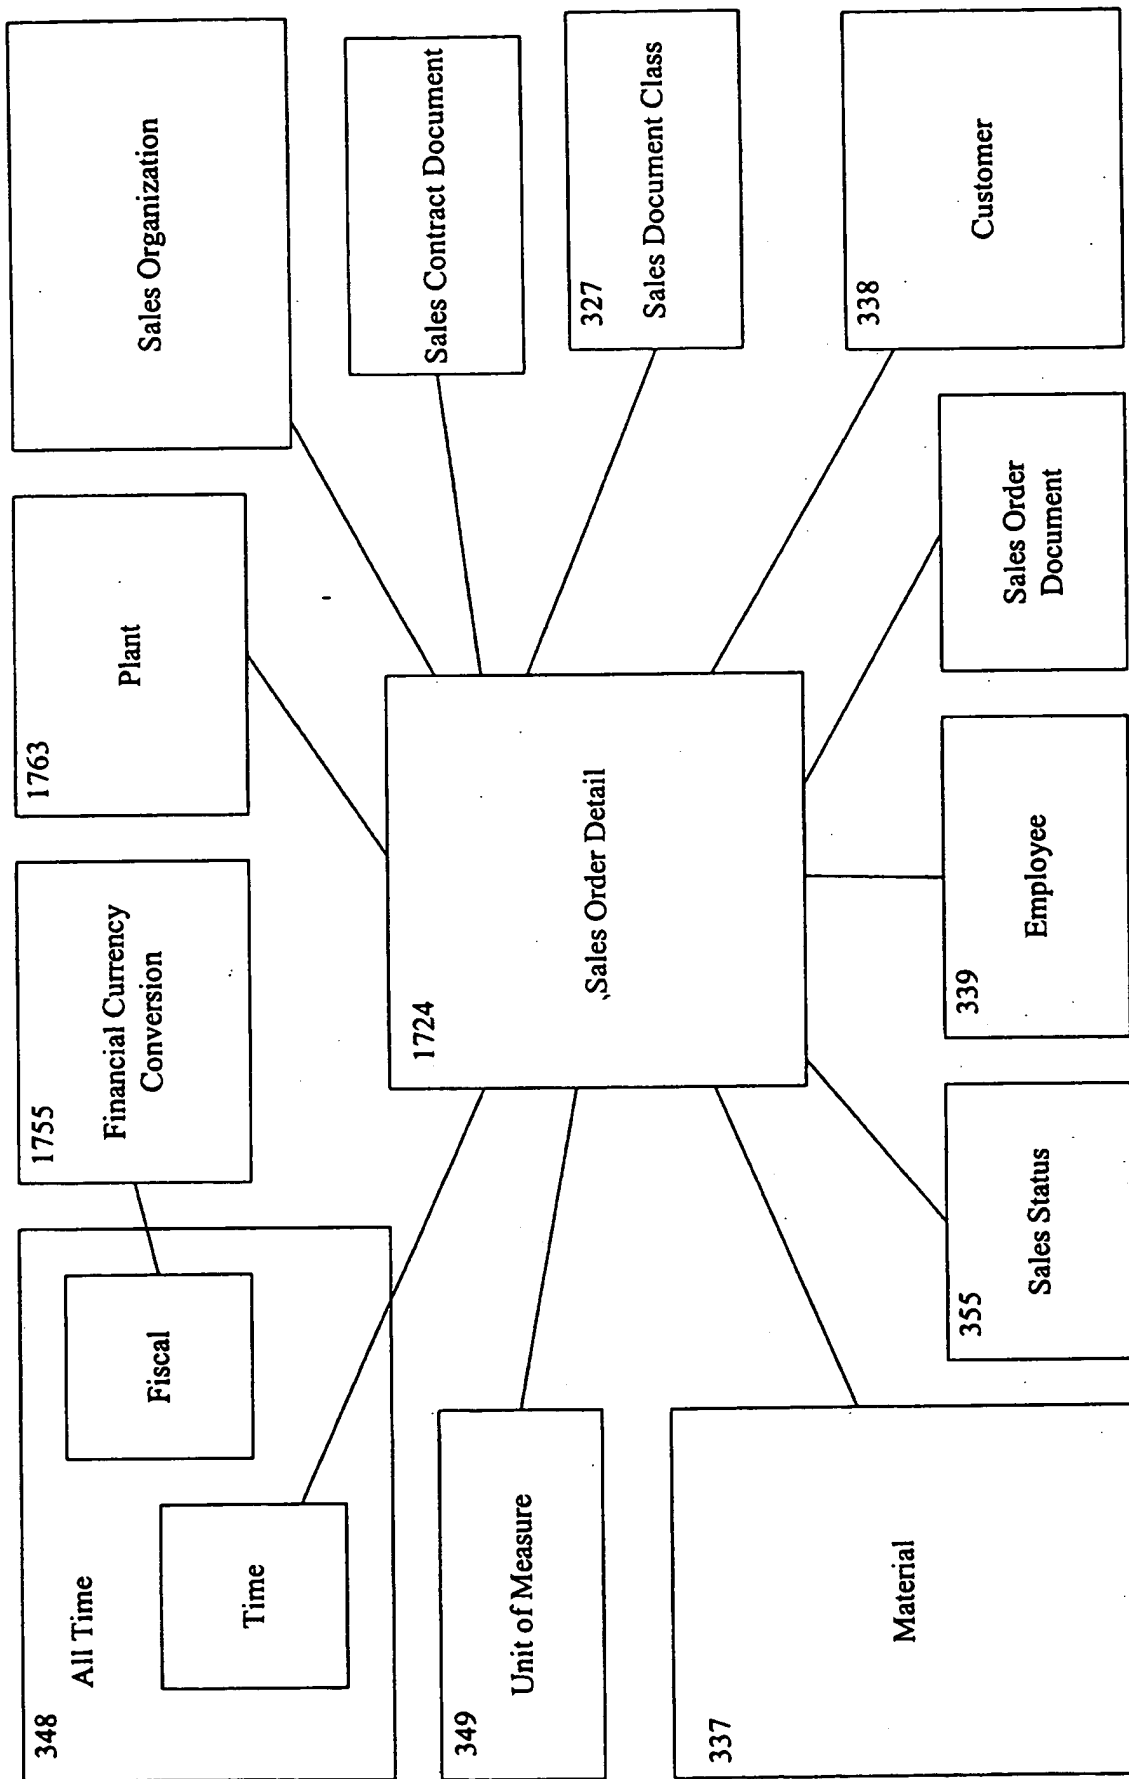 348
All Time
Fiscal
Time
1755
Financial Currency
Conversion
1763
Plant
Sales Organization
349
Unit of Measure
1724
Sales Order Detail
Sales Contract Document
327
Sales Document Class
337
Material
355
Sales Status
339
Employee
Sales Order
Document
338
Customer